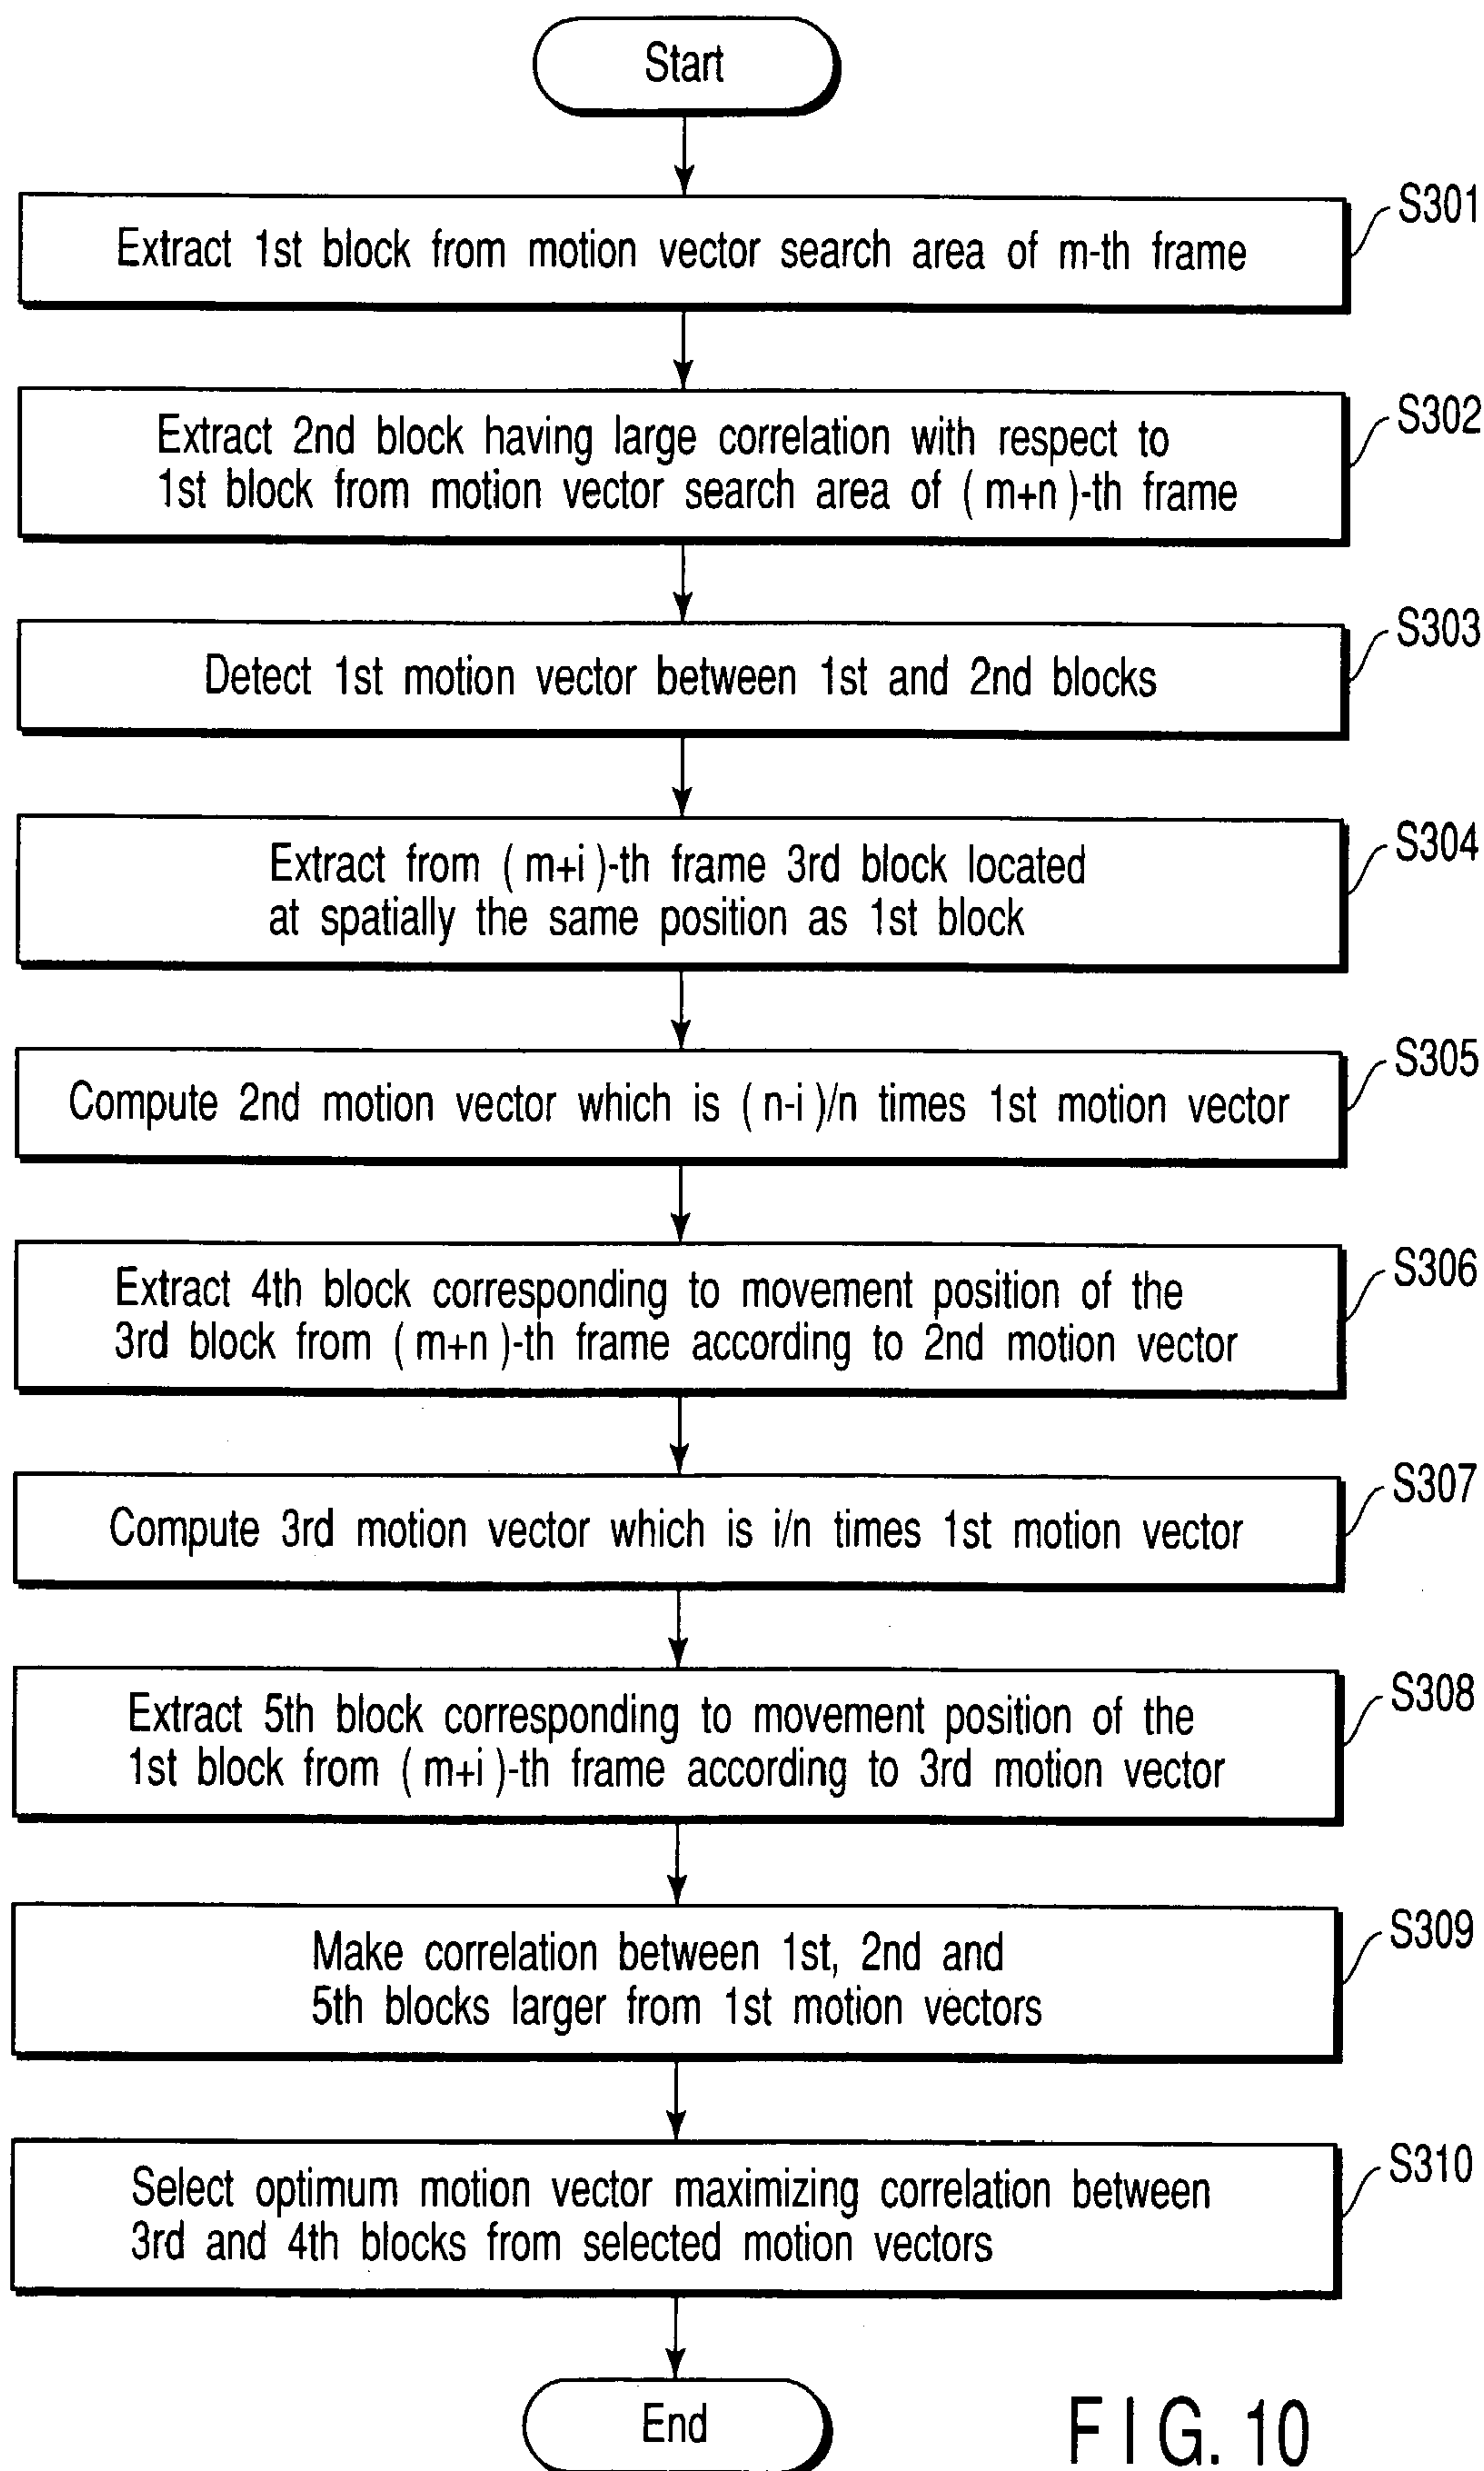 Start
S301
Extract 1st block from motion vector search area of m-th frame
S302
Extract 2nd block having large correlation with respect to
1st block from motion vector search area of (m+n)-th frame
S303
Detect 1st motion vector between 1st and 2nd blocks
S304
Extract from (m+i)-th frame 3rd block located
at spatially the same position as 1st block
S305
Compute 2nd motion vector which is (n-i)/n times 1st motion vector
S306
Extract 4th block corresponding to movement position of the
3rd block from (m+n)-th frame according to 2nd motion vector
S307
Compute 3rd motion vector which is i/n times 1st motion vector
S308
Extract 5th block corresponding to movement position of the
1st block from (m+i)-th frame according to 3rd motion vector
S309
Make correlation between 1st, 2nd and
5th blocks larger from 1st motion vectors
S310
Select optimum motion vector maximizing correlation between
3rd and 4th blocks from selected motion vectors
End
FIG. 10